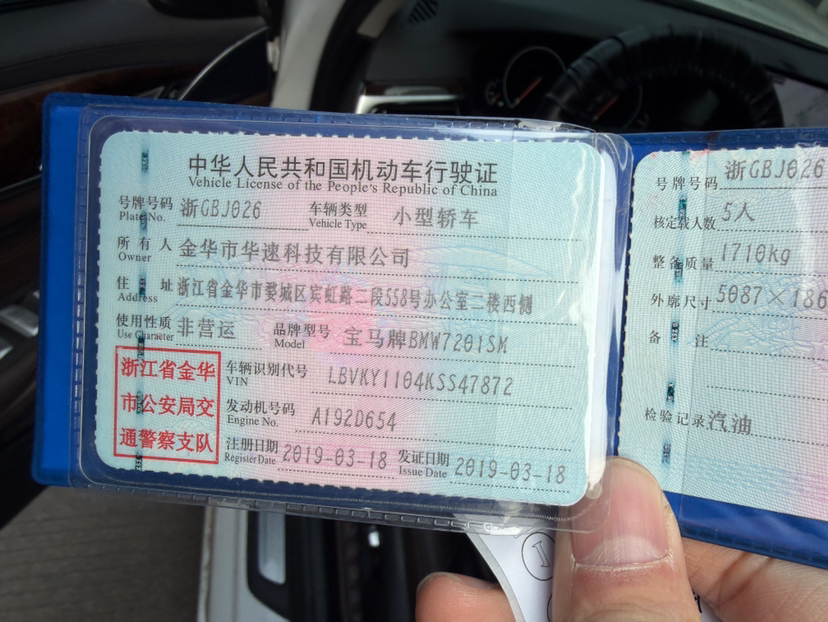 中华人民共和国机动车行驶证
Vehicle License of the People's Republic of China
号牌号码 浙GBJ026 车辆类型 小型轿车
Plate No. Vehicle Type
所有人 金华市华速科技有限公司
Owner
住 址 浙江省金华市婺城区宾虹路二段558号办公室二楼西侧
Address
使用性质 非营运 品牌型号 宝马牌BMW7201SM
Use Character Model
浙江省金华
市公安局交
通警察支队
车辆识别代号 LBVKY1104KSS47872
VIN
发动机号码 A192D654
Engine No.
注册日期 2019-03-18 发证日期 2019-03-18
Register Date Issue Date
号牌号码 浙GBJ026
核定载人数 5人
整备质量 1710kg
外廓尺寸 5087×186
备 注
检验记录 汽油